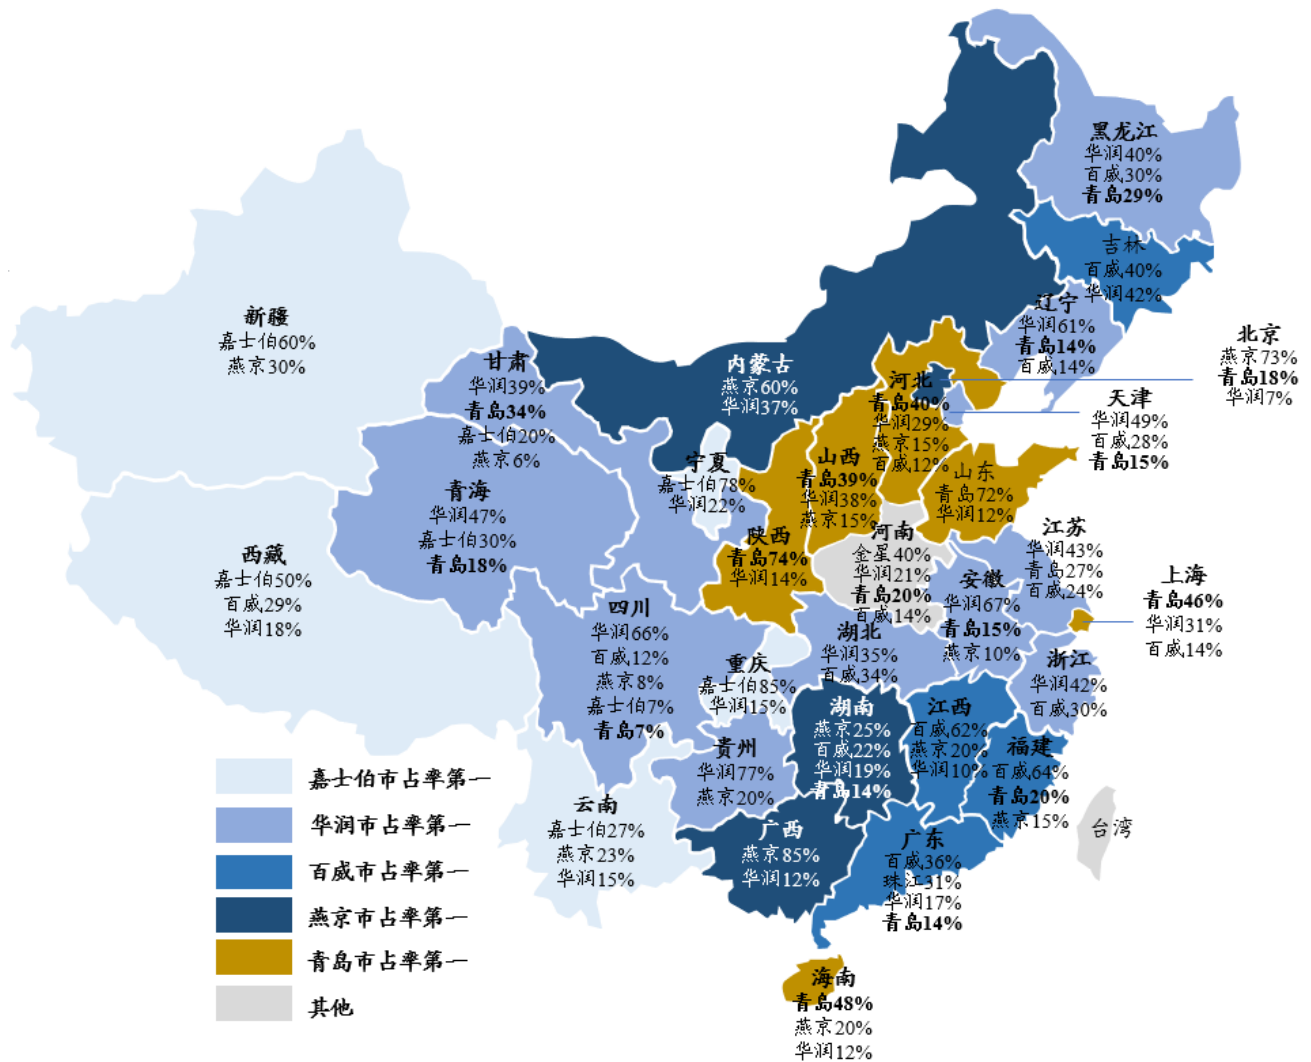 黑龙江
华润40%
百威30%
青岛29%
吉林
百威40%
华润42%
辽宁
华润61%
青岛14%
百威14%
北京
燕京73%
青岛18%
华润7%
天津
华润49%
百威28%
青岛15%
新疆
嘉士伯60%
燕京30%
甘肃
华润39%
青岛34%
嘉士伯20%
燕京6%
内蒙古
燕京60%
华润37%
河北
青岛40%
华润29%
燕京15%
百威12%
宁夏
嘉士伯78%
华润22%
山西
青岛39%
华润38%
燕京15%
山东
青岛72%
华润12%
青海
华润47%
嘉士伯30%
青岛18%
西藏
嘉士伯50%
百威29%
华润18%
陕西
青岛74%
华润14%
河南
金星40%
华润21%
青岛20%
百威14%
江苏
华润43%
青岛27%
百威24%
安徽
华润67%
青岛15%
燕京10%
上海
青岛46%
华润31%
百威14%
四川
华润66%
百威12%
燕京8%
嘉士伯7%
青岛7%
重庆
嘉士伯85%
华润15%
湖北
华润35%
百威34%
浙江
华润42%
百威30%
湖南
燕京25%
百威22%
华润19%
青岛14%
江西
百威62%
燕京20%
华润10%
福建
百威64%
青岛20%
燕京15%
贵州
华润77%
燕京20%
云南
嘉士伯27%
燕京23%
华润15%
广西
燕京85%
华润12%
广东
百威36%
珠江31%
华润17%
青岛14%
台湾
海南
青岛48%
燕京20%
华润12%
嘉士伯市占率第一
华润市占率第一
百威市占率第一
燕京市占率第一
青岛市占率第一
其他